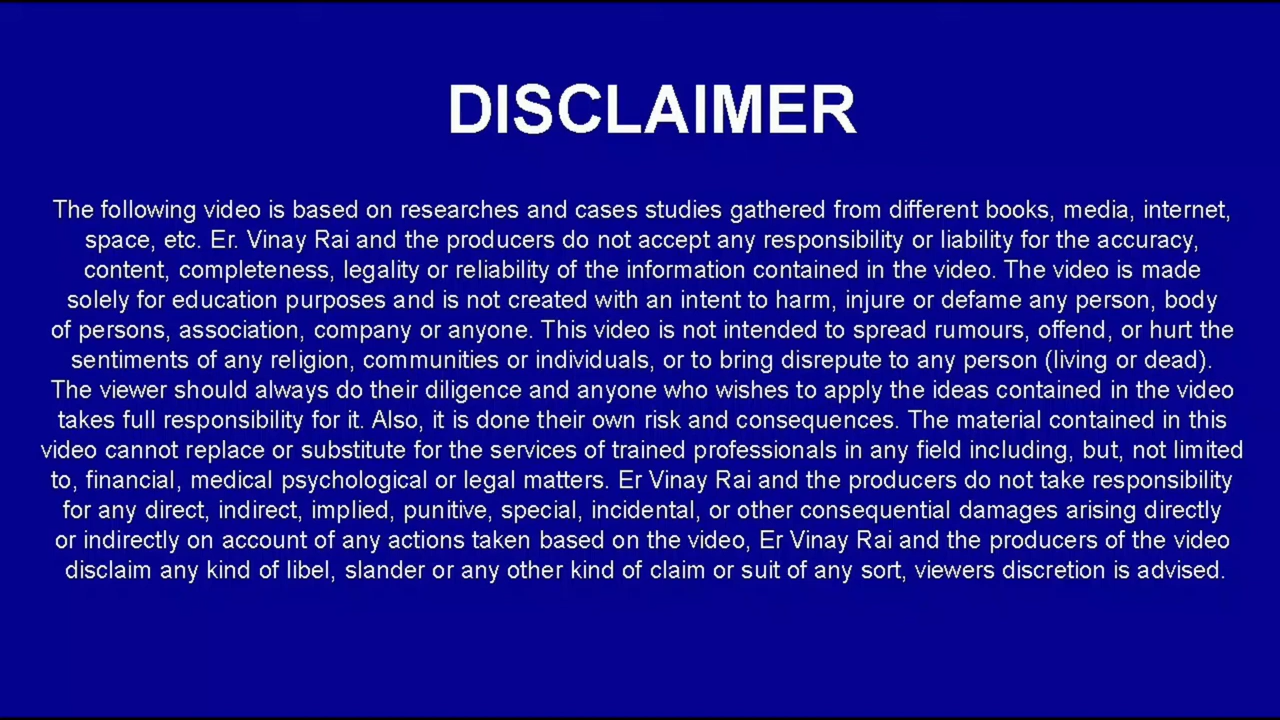 DISCLAIMER
The following video is based on researches and cases studies gathered from different books, media, internet,
space, etc. Er. Vinay Rai and the producers do not accept any responsibility or liability for the accuracy,
content, completeness, legality or reliability of the information contained in the video. The video is made
solely for education purposes and is not created with an intent to harm, injure or defame any person, body
of persons, association, company or anyone. This video is not intended to spread rumours, offend, or hurt the
sentiments of any religion, communities or individuals, or to bring disrepute to any person (living or dead).
The viewer should always do their diligence and anyone who wishes to apply the ideas contained in the video
takes full responsibility for it. Also, it is done their own risk and consequences. The material contained in this
video cannot replace or substitute for the services of trained professionals in any field including, but, not limited
to, financial, medical psychological or legal matters. Er Vinay Rai and the producers do not take responsibility
for any direct, indirect, implied, punitive, special, incidental, or other consequential damages arising directly
or indirectly on account of any actions taken based on the video, Er Vinay Rai and the producers of the video
disclaim any kind of libel, slander or any other kind of claim or suit of any sort, viewers discretion is advised.